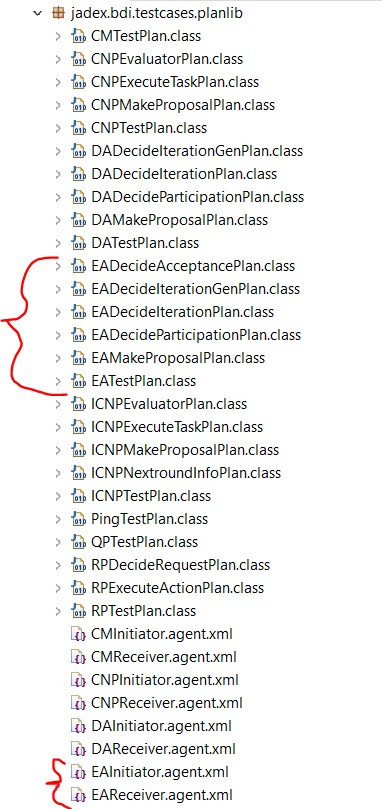 jadex.bdi.testcases.planlib
CMTestPlan.class
CNPEvaluatorPlan.class
CNPExecuteTaskPlan.class
CNPMakeProposalPlan.class
CNPTestPlan.class
DADecideIterationGenPlan.class
DADecideIterationPlan.class
DADecideParticipationPlan.class
DAMakeProposalPlan.class
DATestPlan.class
EADecideAcceptancePlan.class
EADecideIterationGenPlan.class
EADecideIterationPlan.class
EADecideParticipationPlan.class
EAMakeProposalPlan.class
EATestPlan.class
ICNPEvaluatorPlan.class
ICNPExecuteTaskPlan.class
ICNPMakeProposalPlan.class
ICNPNextroundInfoPlan.class
ICNPTestPlan.class
PingTestPlan.class
QPTestPlan.class
RPDecideRequestPlan.class
RPExecuteActionPlan.class
RPTestPlan.class
CMInitiator.agent.xml
CMReceiver.agent.xml
CNPInitiator.agent.xml
CNPReceiver.agent.xml
DAInitiator.agent.xml
DAReceiver.agent.xml
EAInitiator.agent.xml
EAReceiver.agent.xml